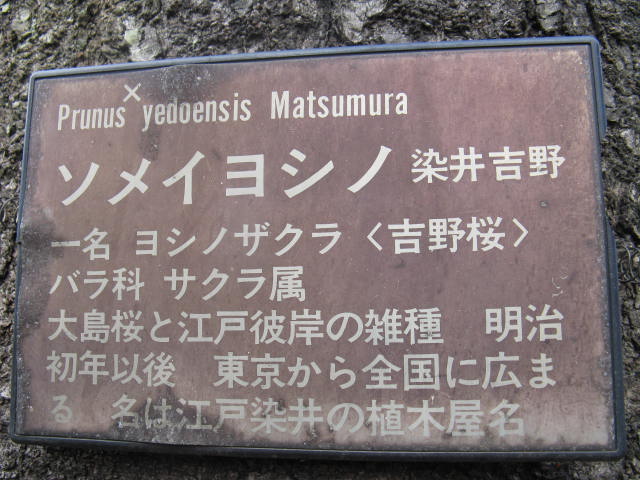 Prunus × yedoensis Matsumura
ソメイヨシノ 染井吉野
一名 ヨシノザクラ〈吉野桜〉
バラ科 サクラ属
大島桜と江戸彼岸の雑種 明治
初年以後 東京から全国に広ま
る 名は江戸染井の植木屋名